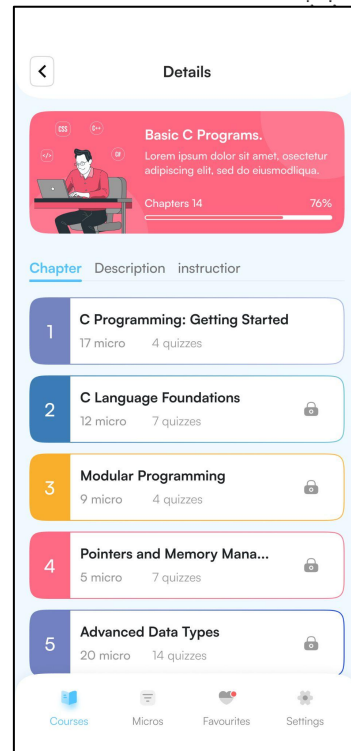 Details
Basic C Programs.
Lorem ipsum dolor sit amet, osectetur
adipiscing elit, sed do eiusmodliqua.
Chapters 14 76%
Chapter Description instructior
1
C Programming: Getting Started
17 micro 4 quizzes
2
C Language Foundations
12 micro 7 quizzes
3
Modular Programming
9 micro 4 quizzes
4
Pointers and Memory Mana...
5 micro 7 quizzes
5
Advanced Data Types
20 micro 14 quizzes
Courses Micros Favourites Settings